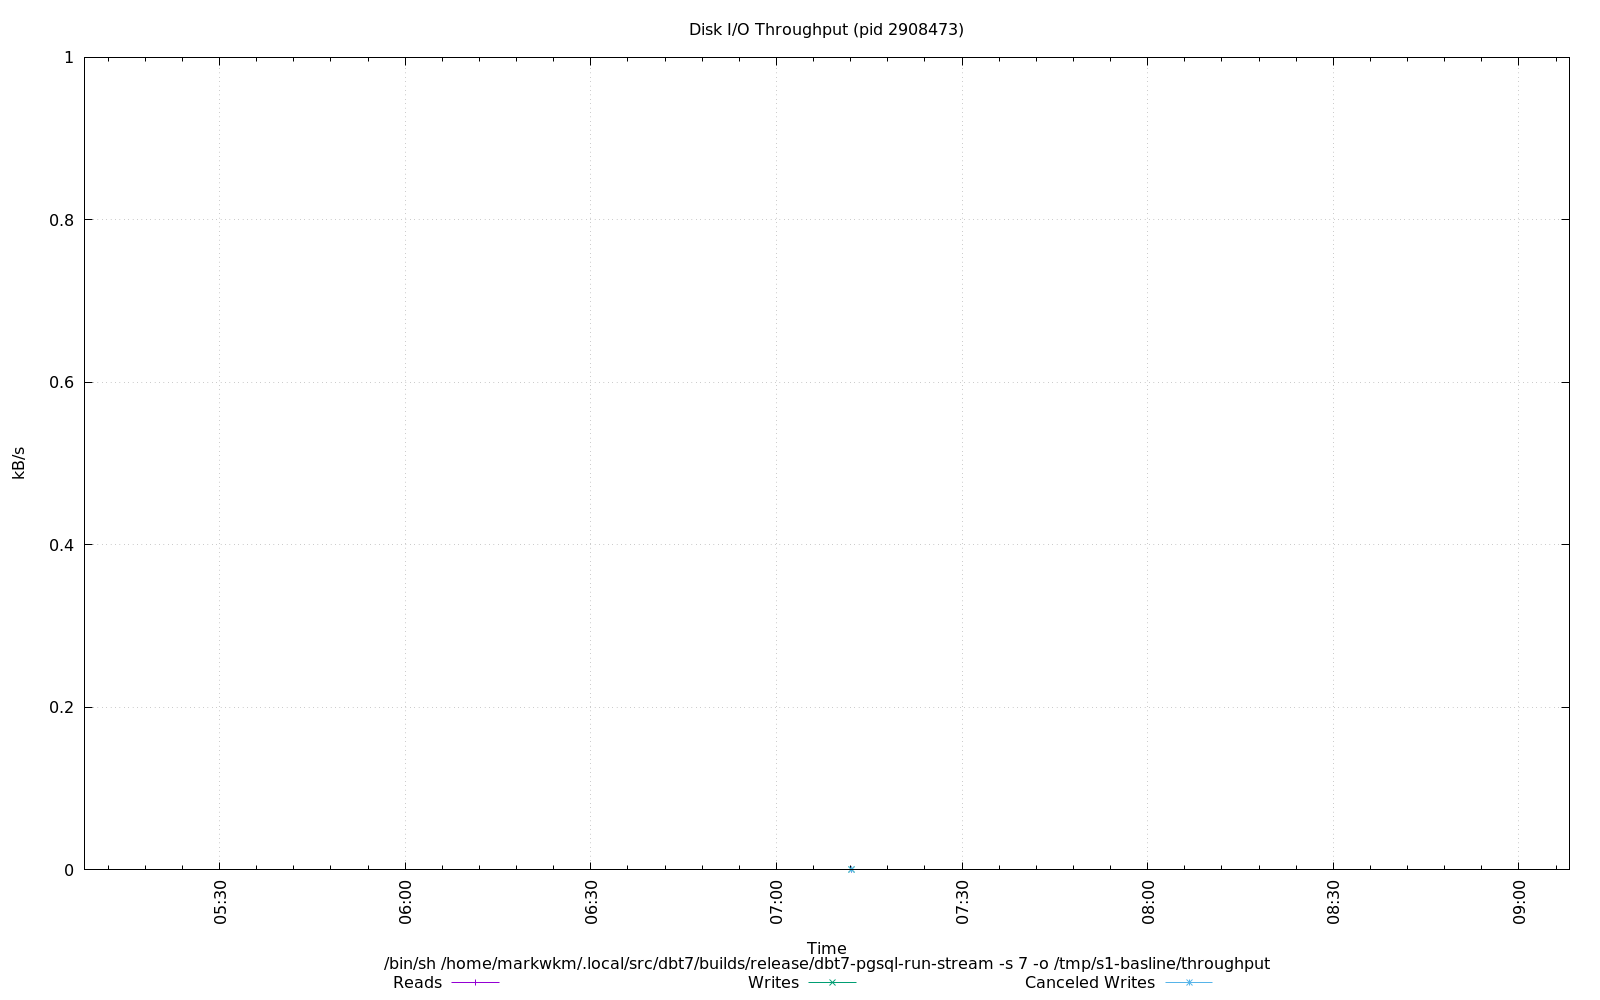 Disk I/O Throughput (pid 2908473)
1
0.8
0.6
0.4
0.2
0
kB/s
05:30
06:00
06:30
07:00
07:30
08:00
08:30
09:00
Time
/bin/sh /home/markwkm/.local/src/dbt7/builds/release/dbt7-pgsql-run-stream -s 7 -o /tmp/s1-basline/throughput
Reads Writes Canceled Writes